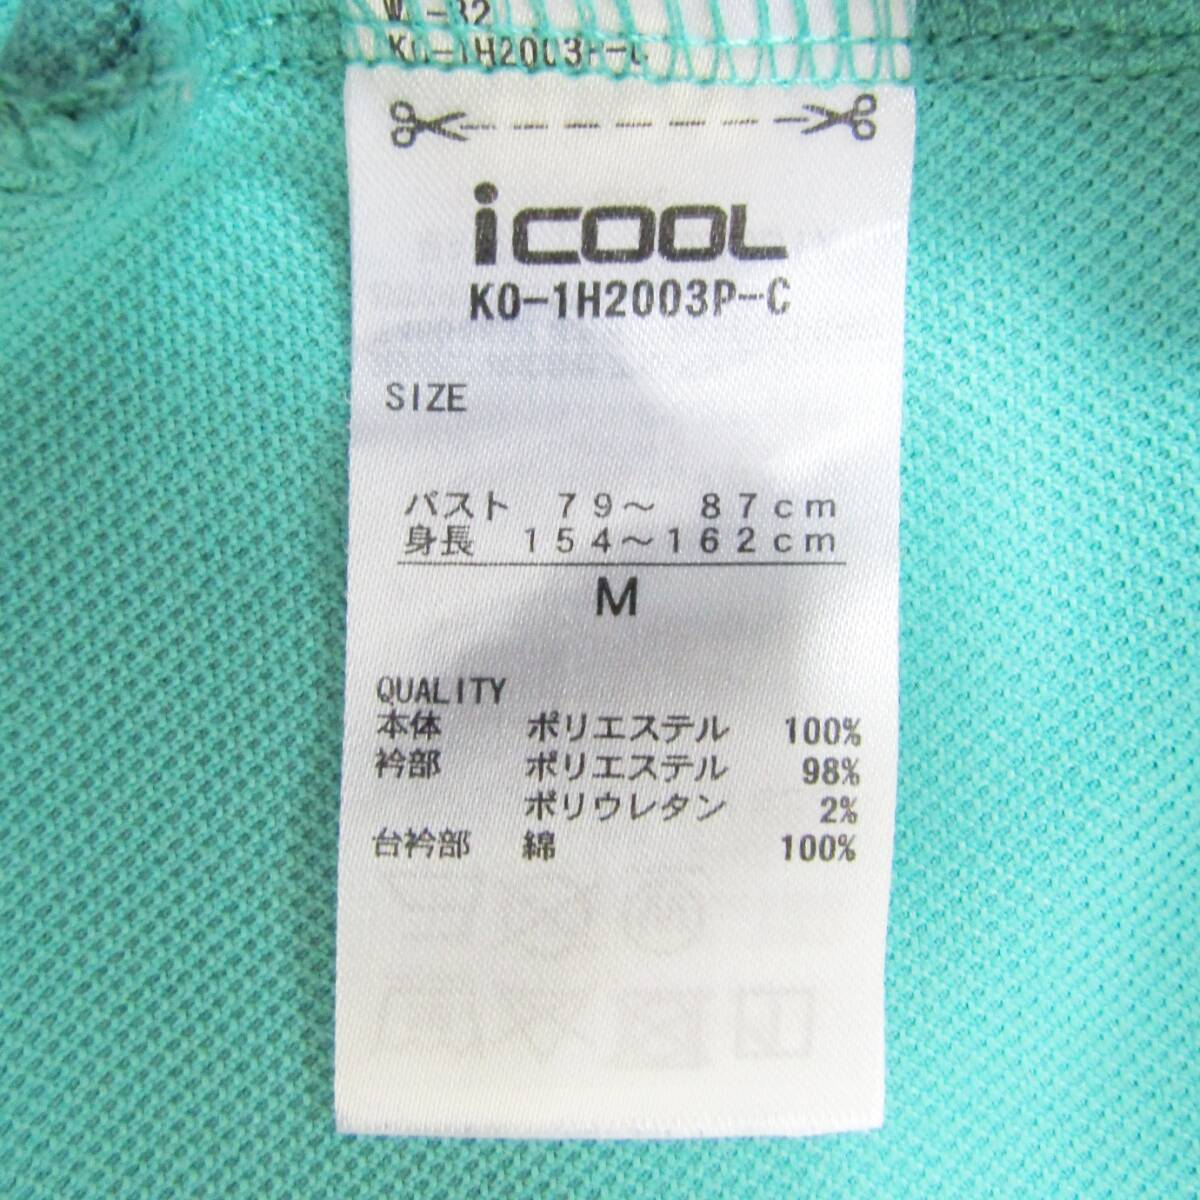 iCOOL
KO-1H2003P-C
SIZE
バスト 79～ 87cm
身長 154～162cm
M
QUALITY
本体 ポリエステル 100%
衿部 ポリエステル 98%
ポリウレタン 2%
台衿部 綿 100%